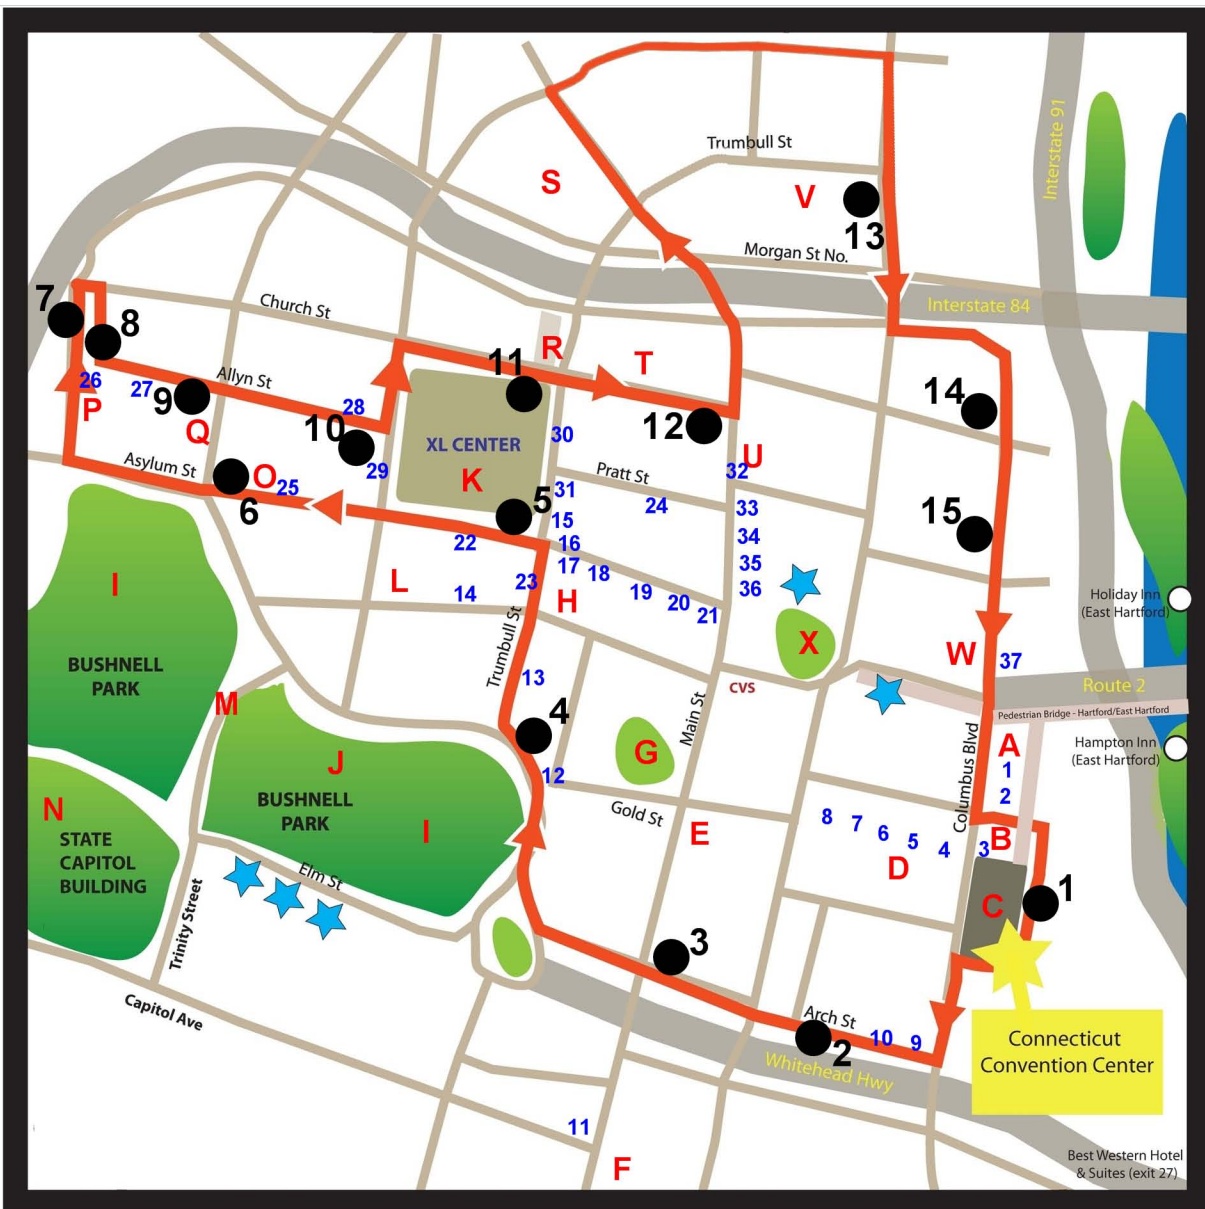 S
Trumbull St
V
13
Morgan St No.
Interstate 91
7
8
Church St
Interstate 84
26
27
Allyn St
28
9
P
Q
10
11
R
T
12
14
XL CENTER
K
30
U
32
29
Asylum St
O
25
6
5
31
15
Pratt St
24
33
15
22
16
34
17
18
35
36
L
14
23
H
19
20
21
Holiday Inn
(East Hartford)
I
BUSHNELL
PARK
Trumbull St
13
X
W
37
CVS
Route 2
Pedestrian Bridge - Hartford/East Hartford
M
4
Main St
G
A
Hampton Inn
(East Hartford)
J
BUSHNELL
PARK
I
12
Gold St
Columbus Blvd
1
2
N
STATE
CAPITOL
BUILDING
E
8
7
6
5
4
B
3
D
Elm St
Trinity Street
C
1
3
Capitol Ave
Arch St
10
9
2
Whitehead Hwy
Connecticut
Convention Center
11
F
Best Western Hotel
& Suites (exit 27)